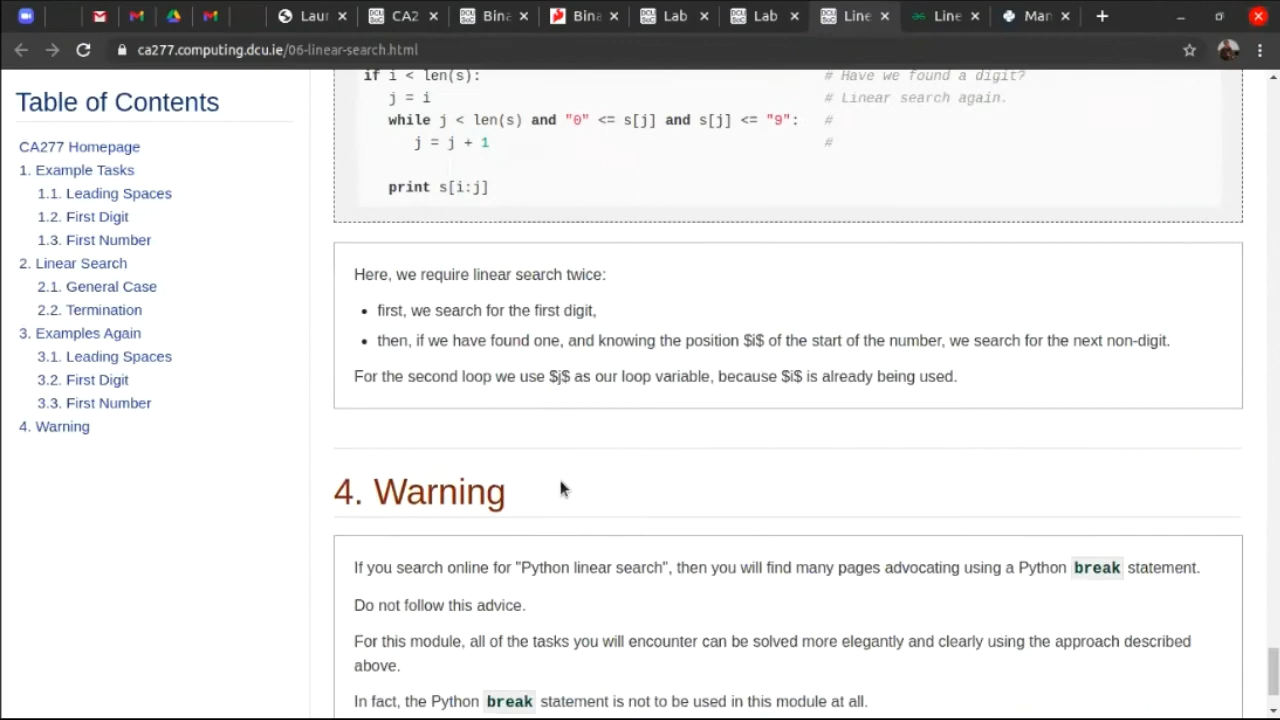 Laur
CA2
Bina
Bina
Lab
Lab
Line
Line
Mar
ca277.computing.dcu.ie/06-linear-search.html
Table of Contents
CA277 Homepage
1. Example Tasks
1.1. Leading Spaces
1.2. First Digit
1.3. First Number
2. Linear Search
2.1. General Case
2.2. Termination
3. Examples Again
3.1. Leading Spaces
3.2. First Digit
3.3. First Number
4. Warning
if i < len(s): # Have we found a digit?
j = i # Linear search again.
while j < len(s) and "0" <= s[j] and s[j] <= "9": #
j = j + 1 #
print s[i:j]
Here, we require linear search twice:
• first, we search for the first digit,
• then, if we have found one, and knowing the position $i$ of the start of the number, we search for the next non-digit.
For the second loop we use $j$ as our loop variable, because $i$ is already being used.
4. Warning
If you search online for "Python linear search", then you will find many pages advocating using a Python break statement.
Do not follow this advice.
For this module, all of the tasks you will encounter can be solved more elegantly and clearly using the approach described
above.
In fact, the Python break statement is not to be used in this module at all.